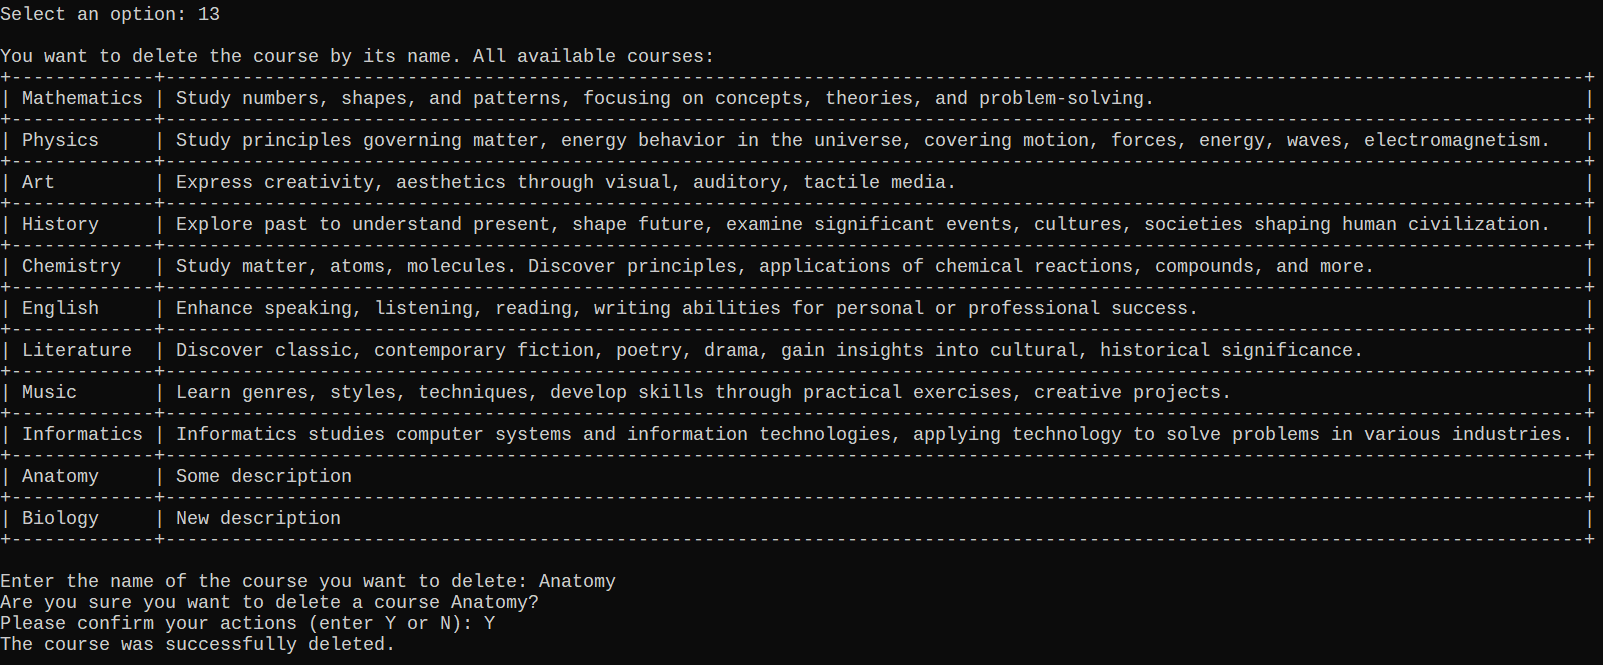 Select an option: 13
You want to delete the course by its name. All available courses:
| Mathematics | Study numbers, shapes, and patterns, focusing on concepts, theories, and problem-solving. |
| Physics | Study principles governing matter, energy behavior in the universe, covering motion, forces, energy, waves, electromagnetism. |
| Art | Express creativity, aesthetics through visual, auditory, tactile media. |
| History | Explore past to understand present, shape future, examine significant events, cultures, societies shaping human civilization. |
| Chemistry | Study matter, atoms, molecules. Discover principles, applications of chemical reactions, compounds, and more. |
| English | Enhance speaking, listening, reading, writing abilities for personal or professional success. |
| Literature | Discover classic, contemporary fiction, poetry, drama, gain insights into cultural, historical significance. |
| Music | Learn genres, styles, techniques, develop skills through practical exercises, creative projects. |
| Informatics | Informatics studies computer systems and information technologies, applying technology to solve problems in various industries. |
| Anatomy | Some description |
| Biology | New description |
Enter the name of the course you want to delete: Anatomy
Are you sure you want to delete a course Anatomy?
Please confirm your actions (enter Y or N): Y
The course was successfully deleted.